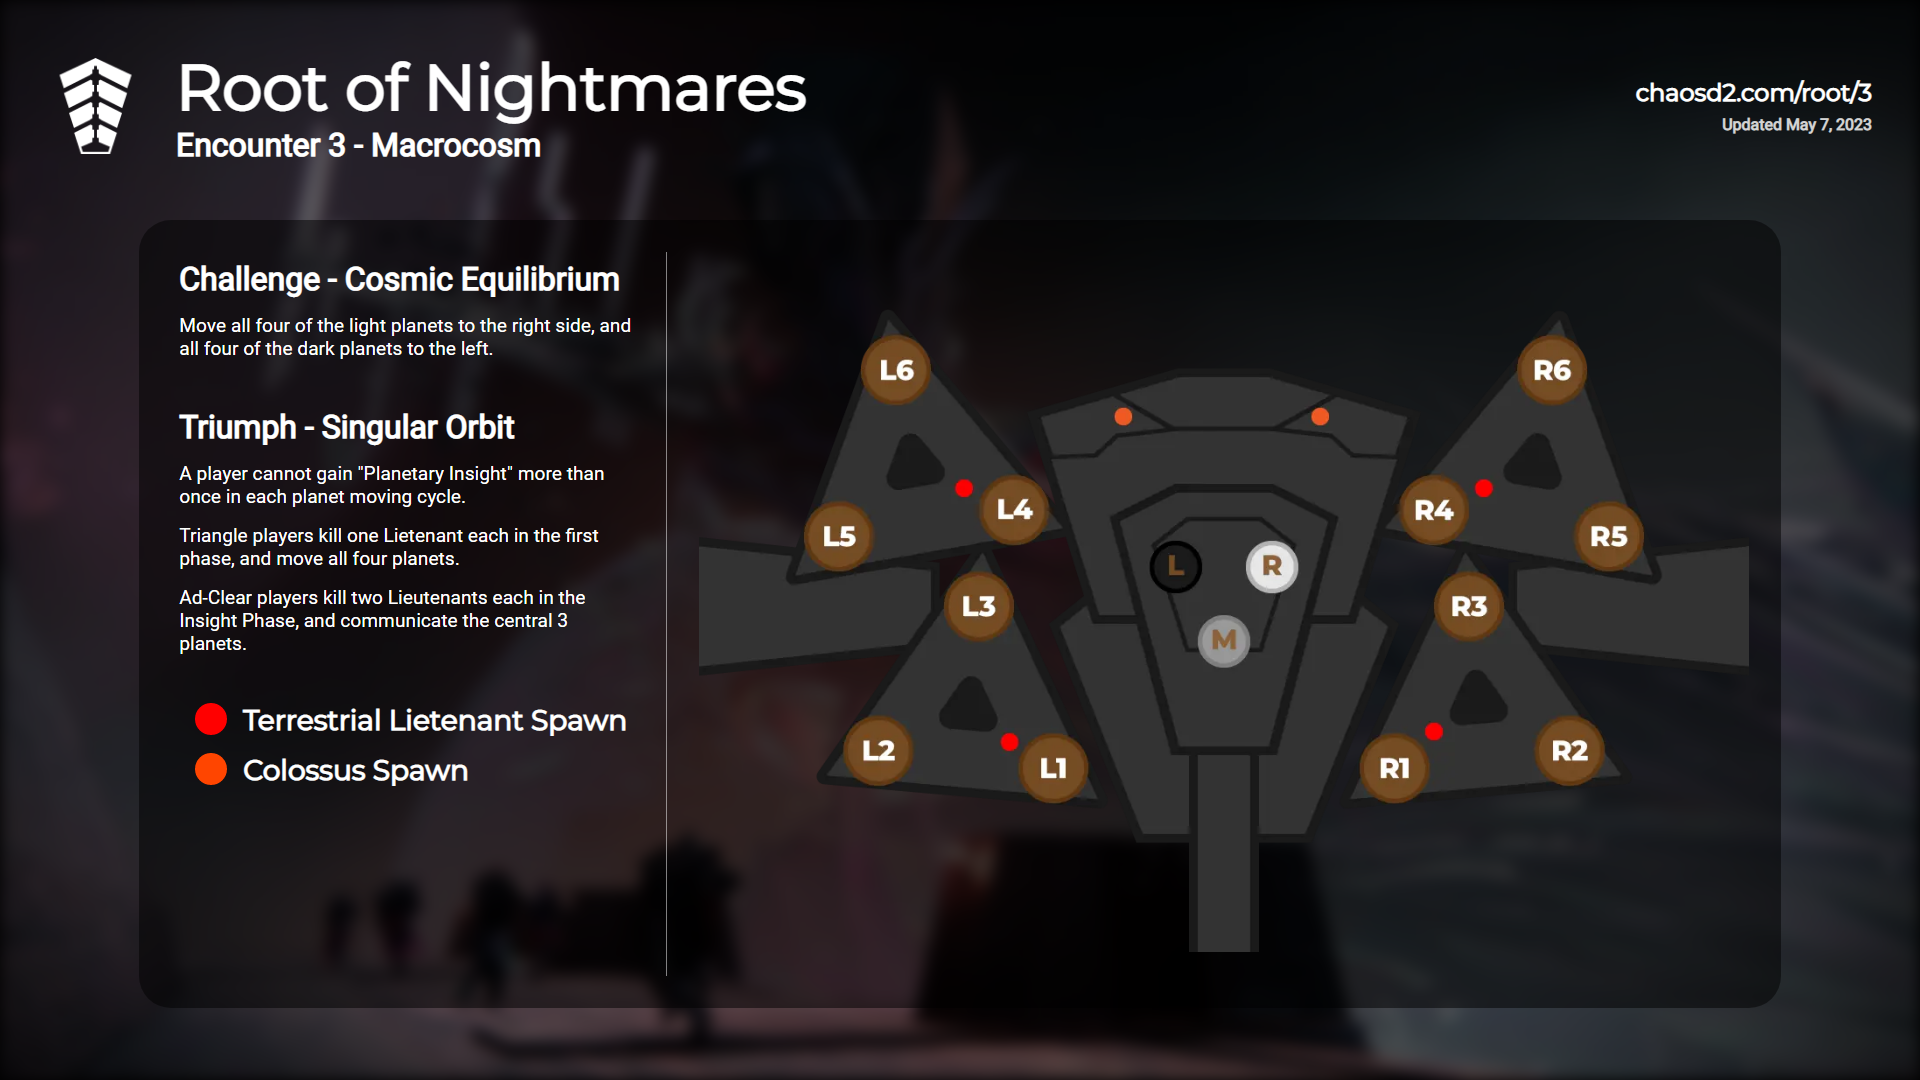 Root of Nightmares
Encounter 3 - Macrocosm
chaosd2.com/root/3
Updated May 7, 2023
Challenge - Cosmic Equilibrium
Move all four of the light planets to the right side, and
all four of the dark planets to the left.
Triumph - Singular Orbit
A player cannot gain "Planetary Insight" more than
once in each planet moving cycle.
Triangle players kill one Lietenant each in the first
phase, and move all four planets.
Ad-Clear players kill two Lieutenants each in the
Insight Phase, and communicate the central 3
planets.
Terrestrial Lietenant Spawn
Colossus Spawn
L6
L4
L5
L3
L2
L1
L
R
M
R6
R4
R5
R3
R1
R2